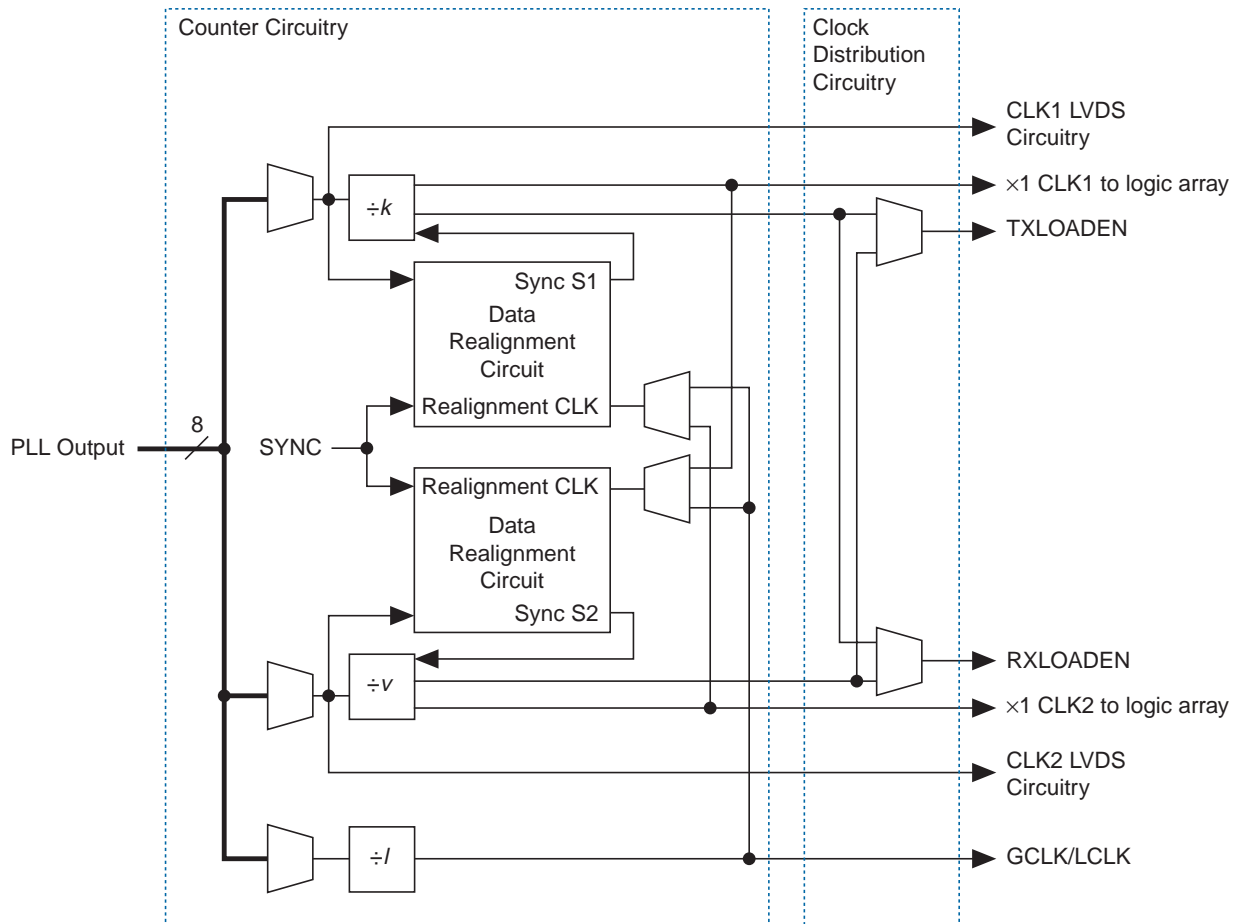 Counter Circuitry
Clock
Distribution
Circuitry
CLK1 LVDS
Circuitry
×1 CLK1 to logic array
÷k
TXLOADEN
Sync S1
Data
Realignment
Circuit
Realignment CLK
8
PLL Output
SYNC
Realignment CLK
Data
Realignment
Circuit
Sync S2
÷v
RXLOADEN
×1 CLK2 to logic array
CLK2 LVDS
Circuitry
÷l
GCLK/LCLK